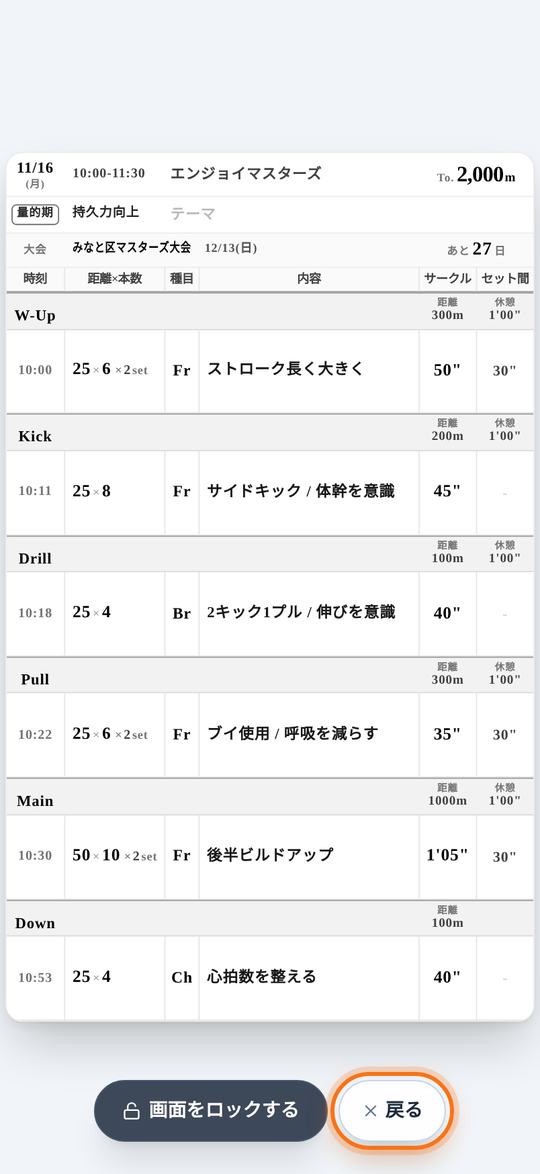 11/16 (月) 10:00-11:30 エンジョイマスターズ To. 2,000m
量的期 持久力向上 テーマ
大会 みなと区マスターズ大会 12/13(日) あと 27 日
時刻 距離×本数 種目 内容 サークル セット間
W-Up 距離 300m 休憩 1'00"
10:00 25×6 ×2set Fr ストローク長く大きく 50" 30"
Kick 距離 200m 休憩 1'00"
10:11 25×8 Fr サイドキック / 体幹を意識 45" -
Drill 距離 100m 休憩 1'00"
10:18 25×4 Br 2キック1プル / 伸びを意識 40" -
Pull 距離 300m 休憩 1'00"
10:22 25×6 ×2set Fr ブイ使用 / 呼吸を減らす 35" 30"
Main 距離 1000m 休憩 1'00"
10:30 50×10 ×2set Fr 後半ビルドアップ 1'05" 30"
Down 距離 100m
10:53 25×4 Ch 心拍数を整える 40" -
画面をロックする × 戻る